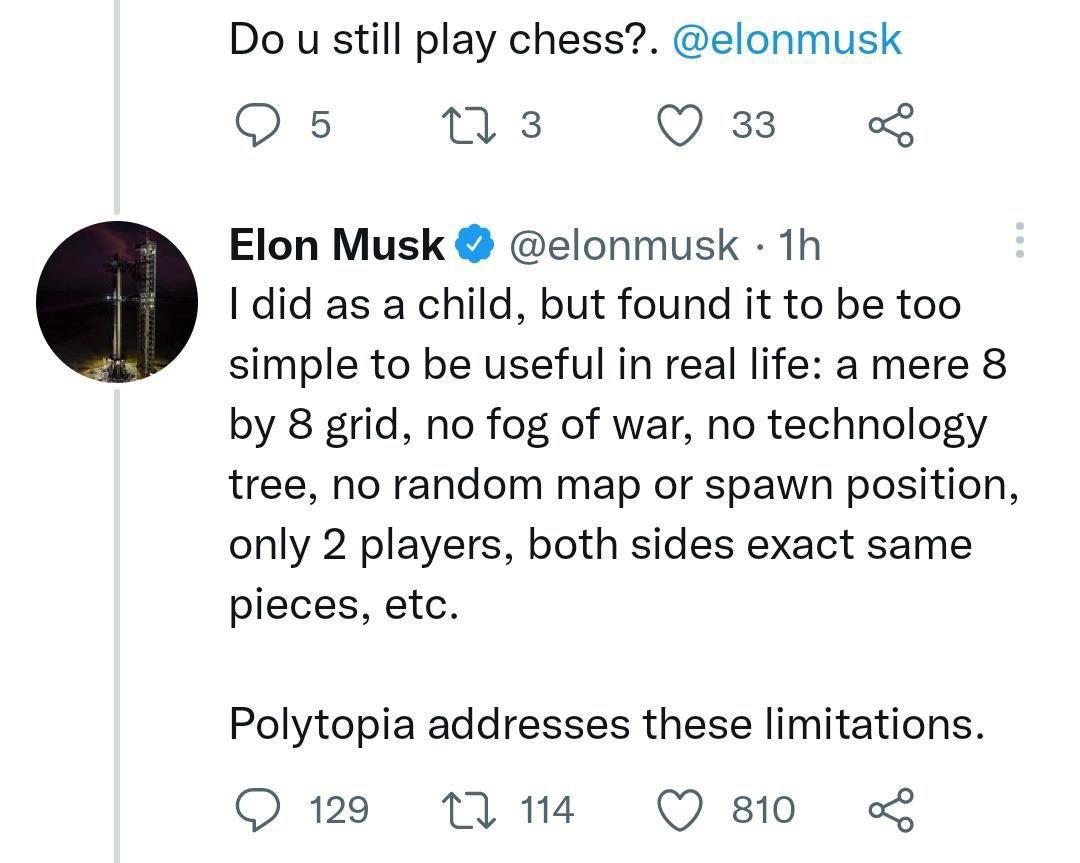 Do u still play chess?. @elonmusk
5 3 33
Elon Musk @elonmusk · 1h
I did as a child, but found it to be too
simple to be useful in real life: a mere 8
by 8 grid, no fog of war, no technology
tree, no random map or spawn position,
only 2 players, both sides exact same
pieces, etc.
Polytopia addresses these limitations.
129 114 810